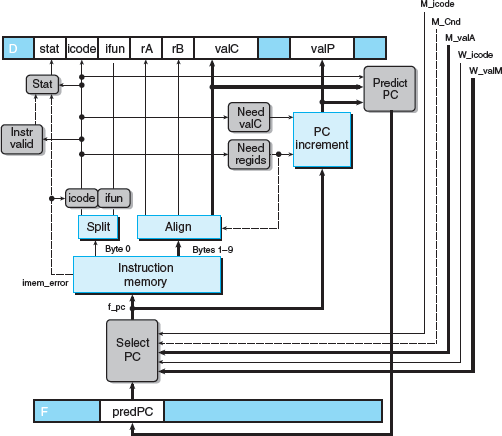 M_icode
M_Cnd
M_valA
W_icode
W_valM
D stat icode ifun rA rB valC valP
Stat
Predict
PC
Instr
valid
Need
valC
Need
regids
PC
increment
icode ifun
Split
Align
Byte 0
Bytes 1–9
Instruction
memory
imem_error
f_pc
Select
PC
F predPC